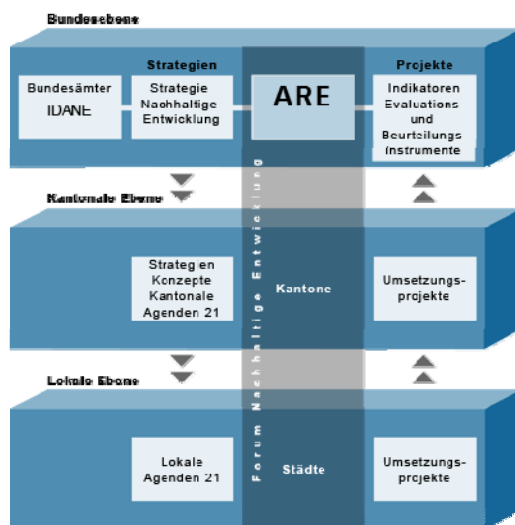 Bundesebene
Strategien
Projekte
Bundesämter
IDANE
Strategie
Nachhaltige
Entwicklung
ARE
Indikatoren
Evaluations
und
Beurteilungs
instrumente
Kantonale Ebene
Strategien
Konzepte
Kantonale
Agenden 21
Kantone
Umsetzungs-
projekte
Lokale Ebene
Lokale
Agenden 21
Städte
Umsetzungs-
projekte
Forum Nachhaltige Entwicklung